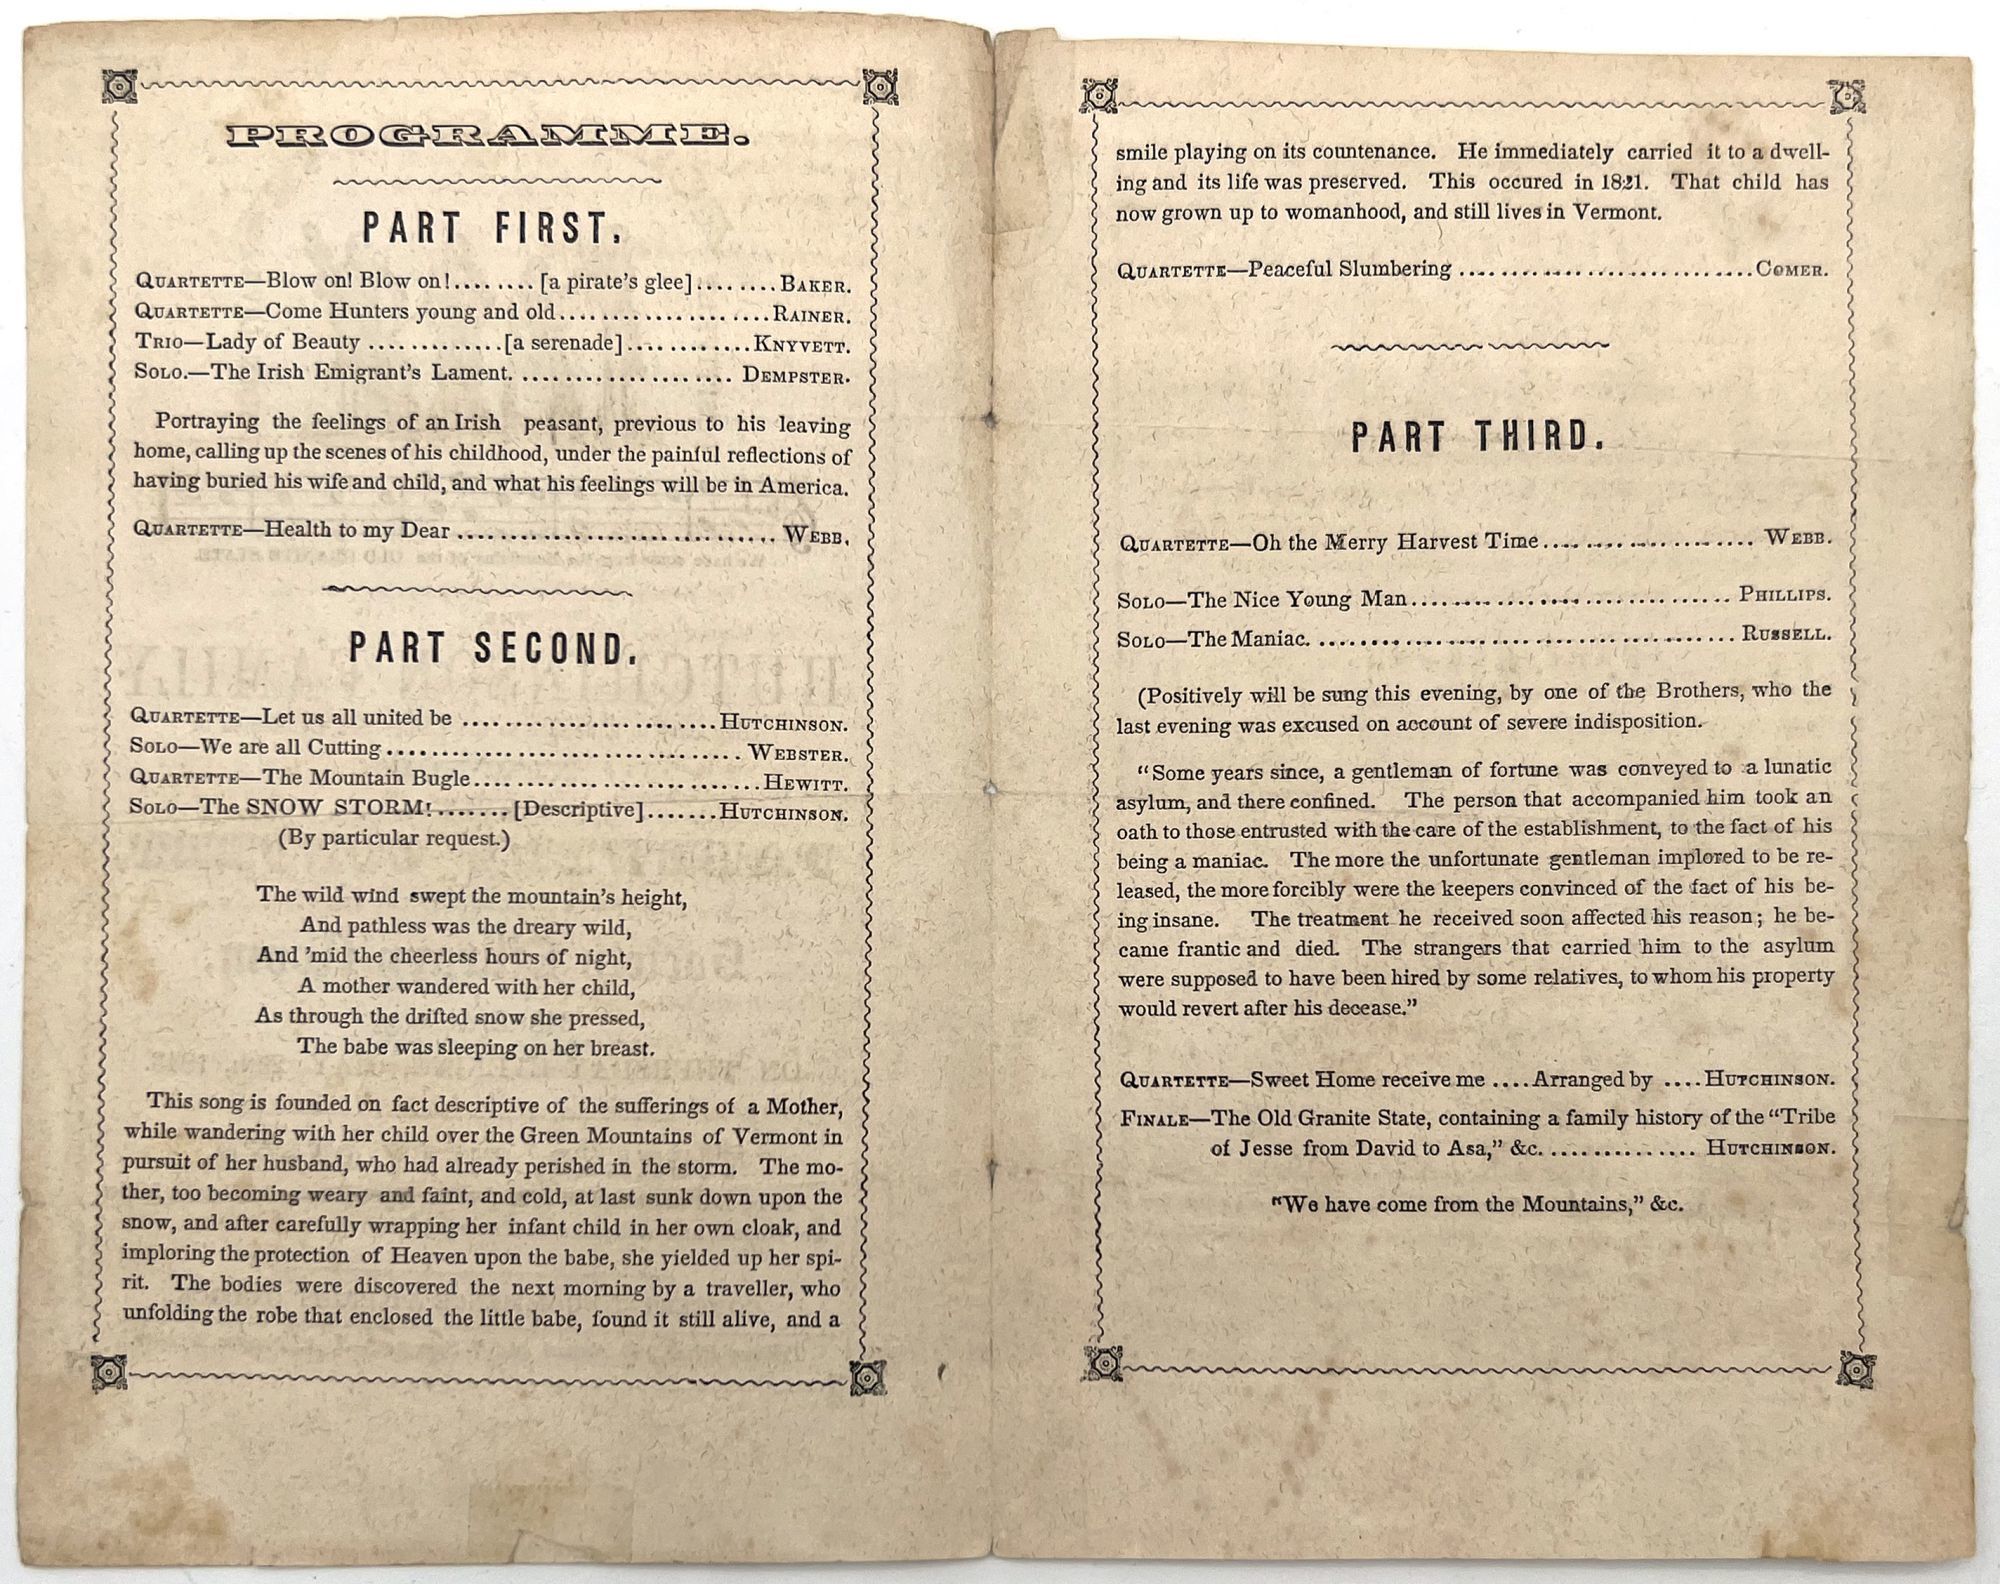 PROGRAMME.
PART FIRST.
QUARTETTE—Blow on! Blow on!........[a pirate's glee]........BAKER.
QUARTETTE—Come Hunters young and old...................RAINER.
TRIO—Lady of Beauty .............[a serenade]............KNYVETT.
SOLO.—The Irish Emigrant's Lament. .................... DEMPSTER.
Portraying the feelings of an Irish peasant, previous to his leaving
home, calling up the scenes of his childhood, under the painful reflections of
having buried his wife and child, and what his feelings will be in America.
QUARTETTE—Health to my Dear ............................... WEBB.
PART SECOND.
QUARTETTE—Let us all united be ........................HUTCHINSON.
SOLO—We are all Cutting.................................. WEBSTER.
QUARTETTE—The Mountain Bugle...........................HEWITT.
SOLO—The SNOW STORM!.......[Descriptive].......HUTCHINSON.
(By particular request.)
The wild wind swept the mountain's height,
And pathless was the dreary wild,
And 'mid the cheerless hours of night,
A mother wandered with her child,
As through the drifted snow she pressed,
The babe was sleeping on her breast.
This song is founded on fact descriptive of the sufferings of a Mother,
while wandering with her child over the Green Mountains of Vermont in
pursuit of her husband, who had already perished in the storm. The mo-
ther, too becoming weary and faint, and cold, at last sunk down upon the
snow, and after carefully wrapping her infant child in her own cloak, and
imploring the protection of Heaven upon the babe, she yielded up her spi-
rit. The bodies were discovered the next morning by a traveller, who
unfolding the robe that enclosed the little babe, found it still alive, and a
smile playing on its countenance. He immediately carried it to a dwell-
ing and its life was preserved. This occured in 1821. That child has
now grown up to womanhood, and still lives in Vermont.
QUARTETTE—Peaceful Slumbering ............................COMER.
PART THIRD.
QUARTETTE—Oh the Merry Harvest Time...................... WEBB.
SOLO—The Nice Young Man................................ PHILLIPS.
SOLO—The Maniac. ....................................... RUSSELL.
(Positively will be sung this evening, by one of the Brothers, who the
last evening was excused on account of severe indisposition.
"Some years since, a gentleman of fortune was conveyed to a lunatic
asylum, and there confined. The person that accompanied him took an
oath to those entrusted with the care of the establishment, to the fact of his
being a maniac. The more the unfortunate gentleman implored to be re-
leased, the more forcibly were the keepers convinced of the fact of his be-
ing insane. The treatment he received soon affected his reason; he be-
came frantic and died. The strangers that carried him to the asylum
were supposed to have been hired by some relatives, to whom his property
would revert after his decease."
QUARTETTE—Sweet Home receive me ....Arranged by ....HUTCHINSON.
FINALE—The Old Granite State, containing a family history of the "Tribe
of Jesse from David to Asa," &c. ............... HUTCHINSON.
"We have come from the Mountains," &c.